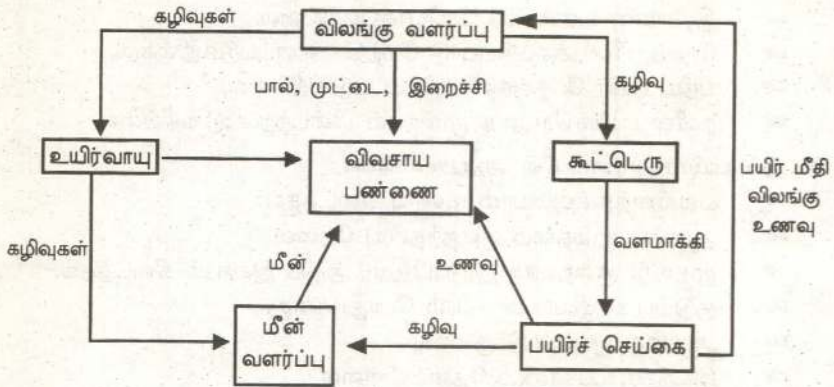 கழிவுகள்
விலங்கு வளர்ப்பு
கழிவு
பால், முட்டை, இறைச்சி
உயிர்வாயு
விவசாய
பண்ணை
கூட்டெரு
பயிர் மீதி
விலங்கு
உணவு
கழிவுகள்
மீன்
உணவு
வளமாக்கி
மீன்
வளர்ப்பு
கழிவு
பயிர்ச் செய்கை